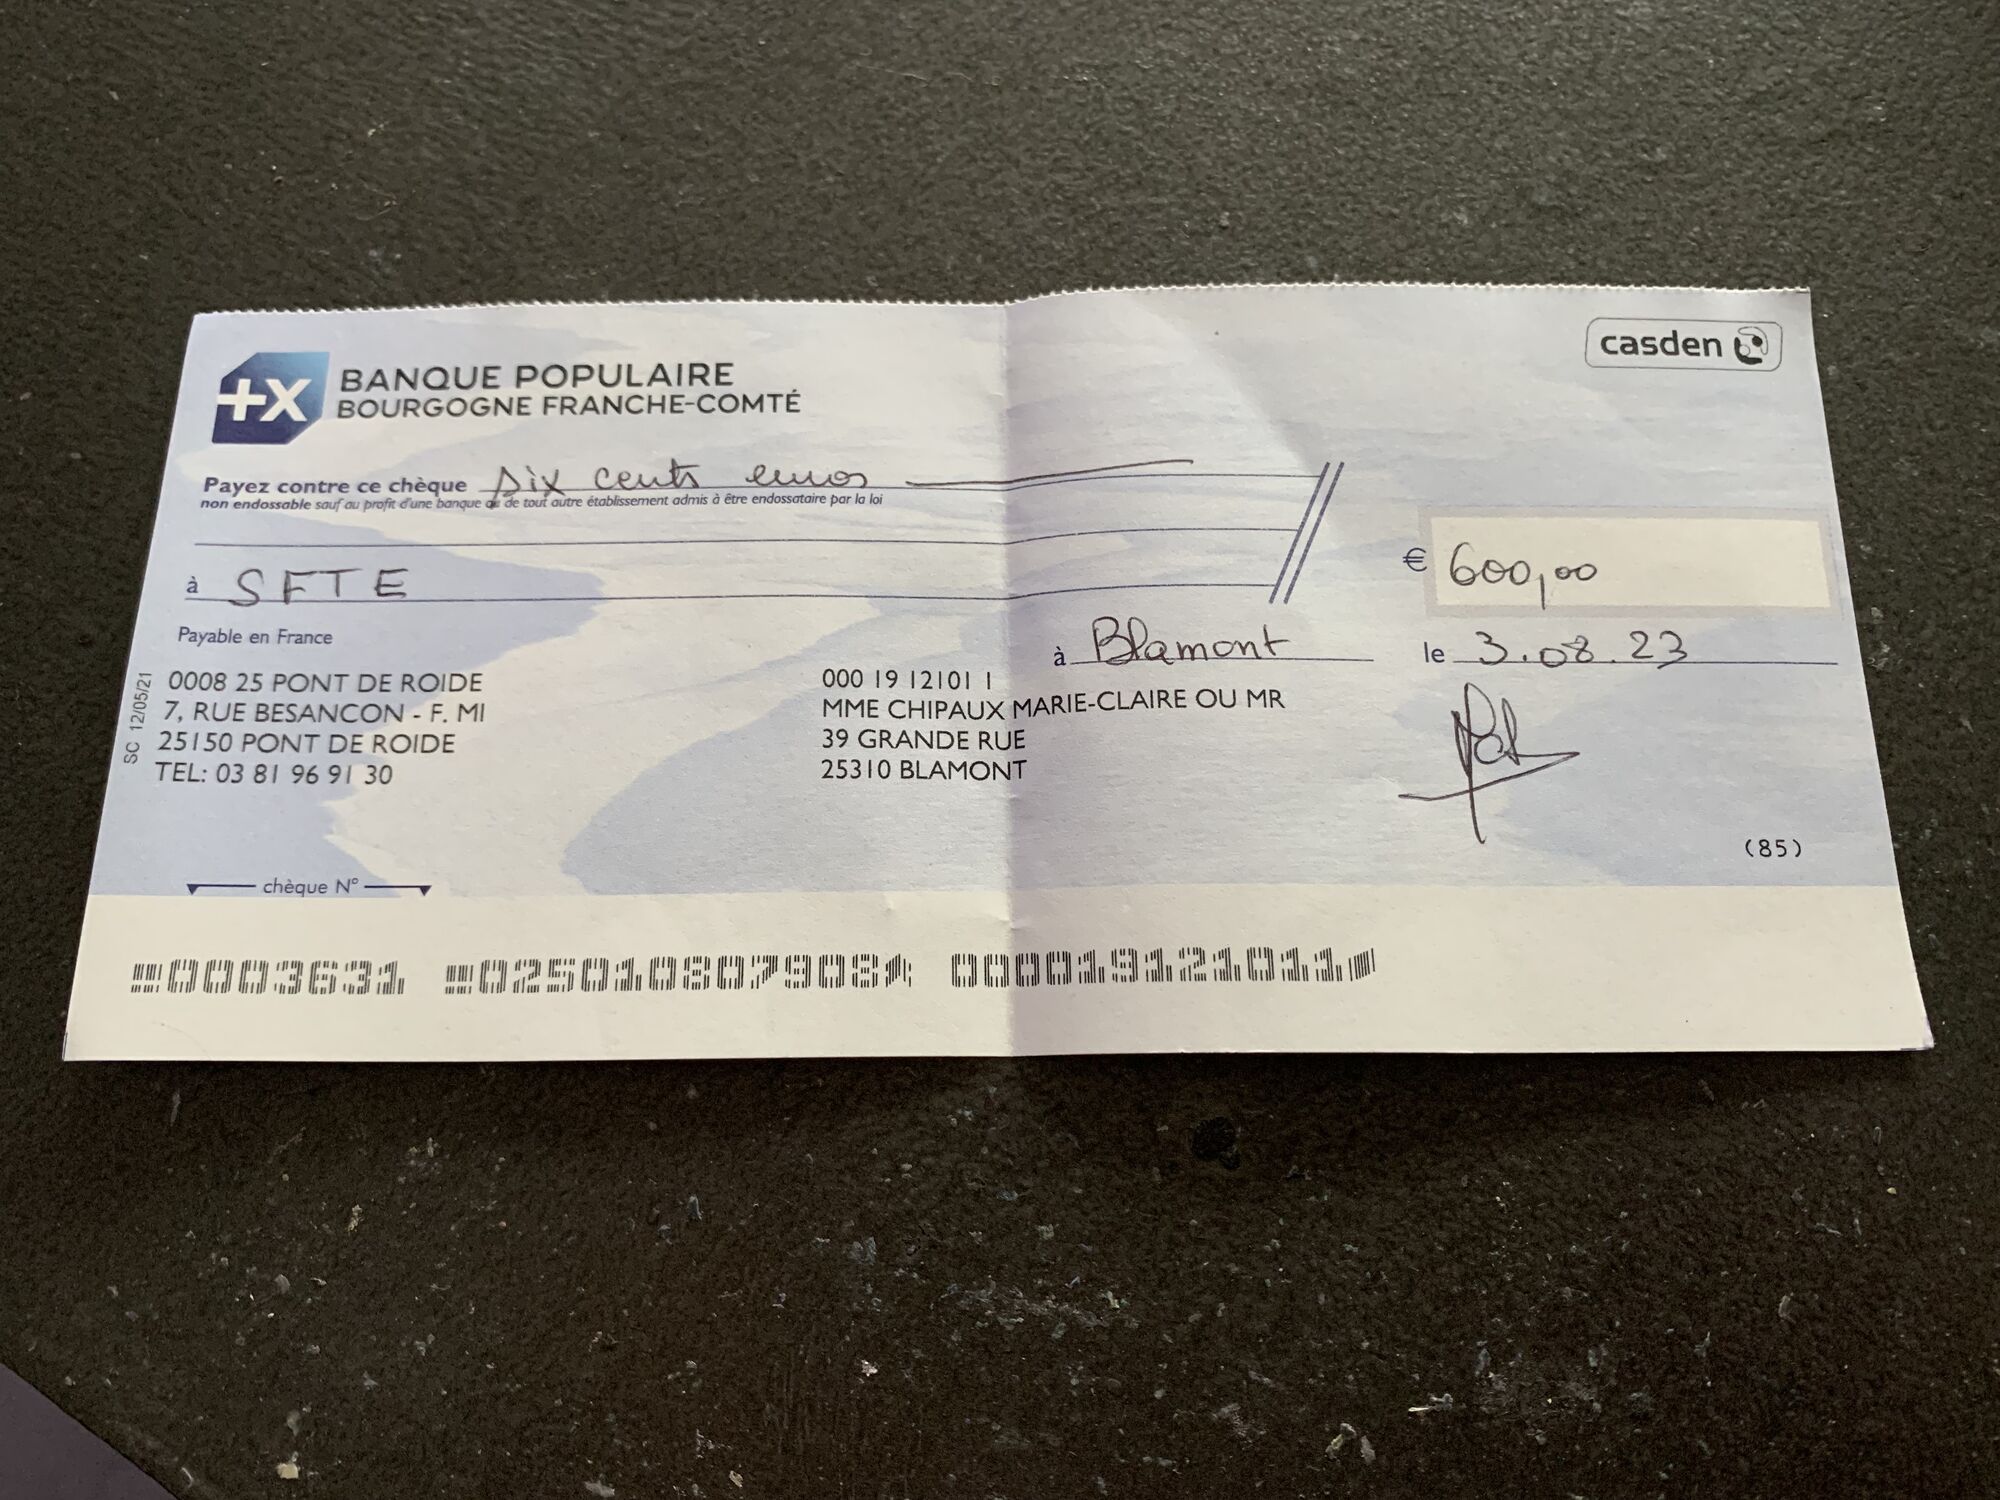 BANQUE POPULAIRE
BOURGOGNE FRANCHE-COMTÉ
casden
Payez contre ce chèque Six cents euros
non endossable sauf au profit d'une banque ou de tout autre établissement admis à être endossataire par la loi
€ 600,00
à SFTE
Payable en France
à Blamont le 3.08.23
SC 12/05/21
0008 25 PONT DE ROIDE
7, RUE BESANCON - F. MI
25150 PONT DE ROIDE
TEL: 03 81 96 91 30
000 19 12101 1
MME CHIPAUX MARIE-CLAIRE OU MR
39 GRANDE RUE
25310 BLAMONT
(85)
chèque N°
0003631 025010807908 000019121011